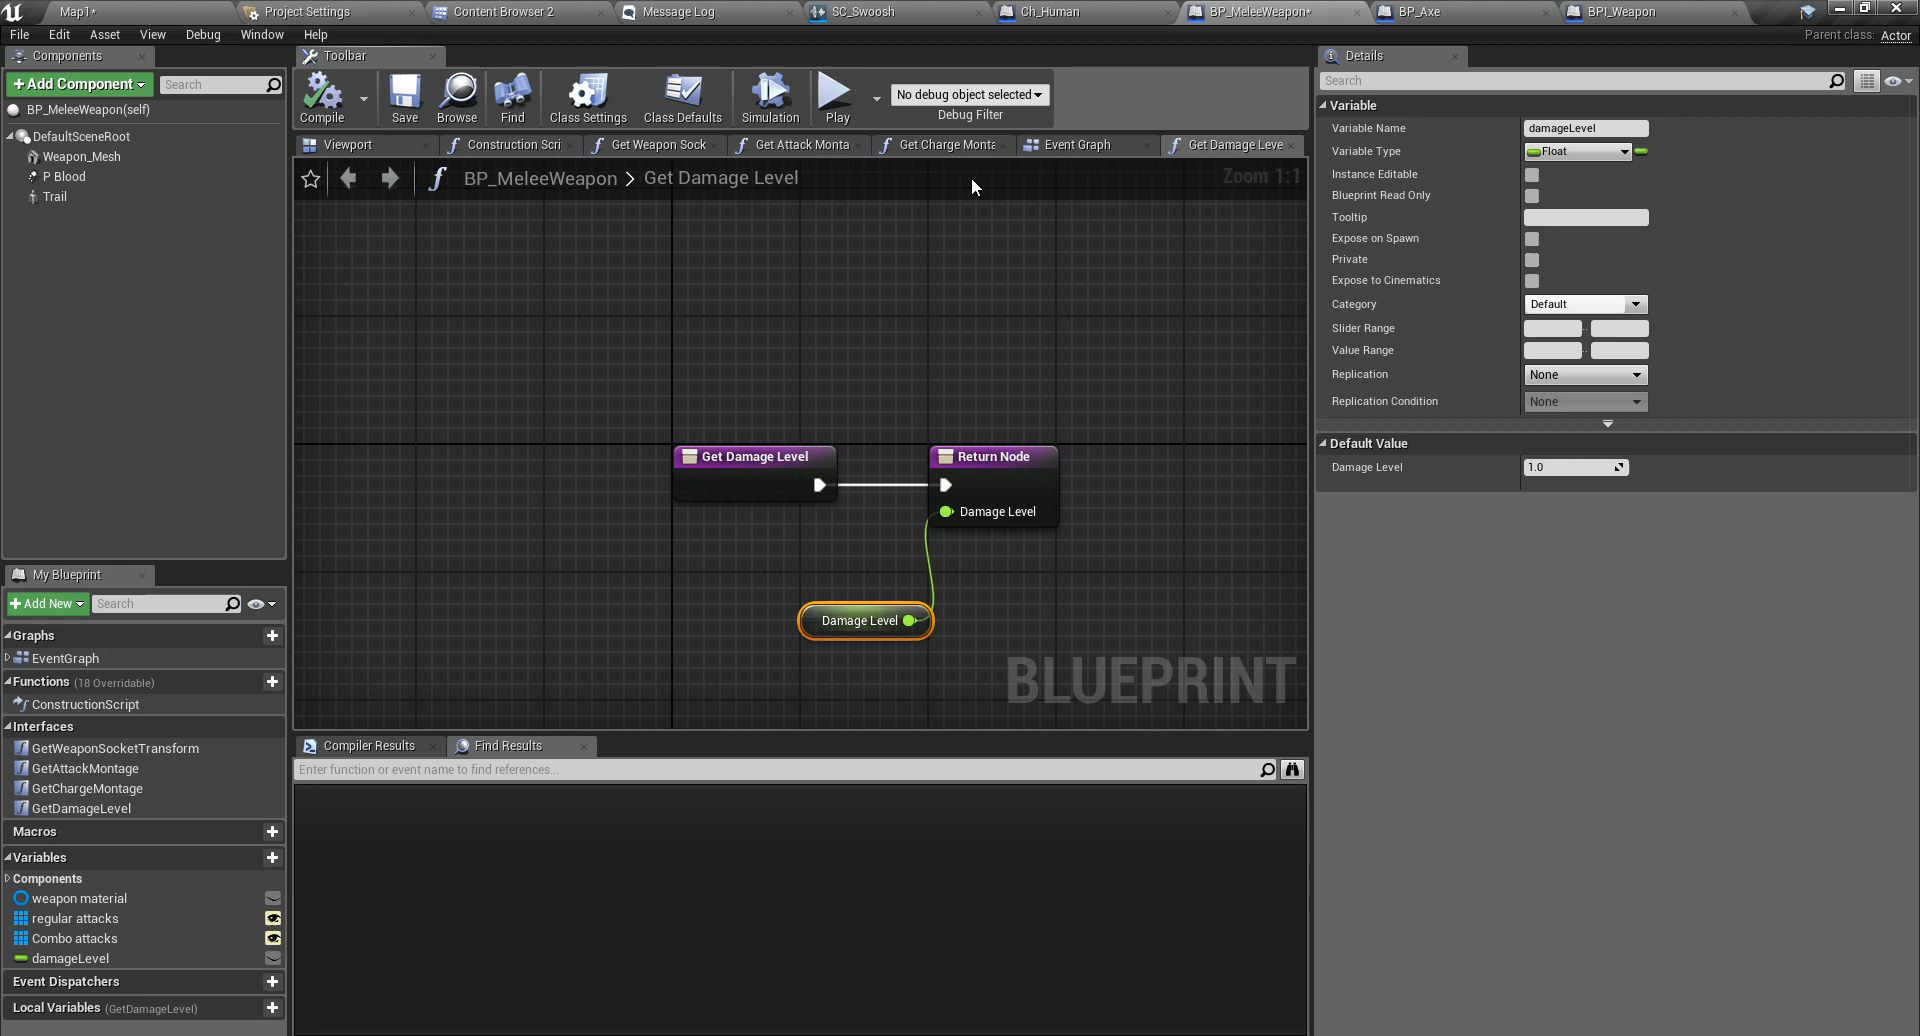 Map1*
Project Settings
Content Browser 2
Message Log
SC_Swoosh
Ch_Human
BP_MeleeWeapon*
BP_Axe
BPI_Weapon
File Edit Asset View Debug Window Help
Parent class: Actor
Components
Add Component
Search
BP_MeleeWeapon(self)
DefaultSceneRoot
Weapon_Mesh
P Blood
Trail
My Blueprint
Add New
Search
Graphs
EventGraph
Functions (18 Overridable)
ConstructionScript
Interfaces
GetWeaponSocketTransform
GetAttackMontage
GetChargeMontage
GetDamageLevel
Macros
Variables
Components
weapon material
regular attacks
Combo attacks
damageLevel
Event Dispatchers
Local Variables (GetDamageLevel)
Toolbar
Compile
Save
Browse
Find
Class Settings
Class Defaults
Simulation
Play
No debug object selected
Debug Filter
Viewport
Construction Scri
Get Weapon Sock
Get Attack Monta
Get Charge Monta
Event Graph
Get Damage Leve
BP_MeleeWeapon > Get Damage Level
Zoom 1:1
Get Damage Level
Return Node
Damage Level
Damage Level
BLUEPRINT
Compiler Results
Find Results
Enter function or event name to find references...
Details
Search
Variable
Variable Name damageLevel
Variable Type Float
Instance Editable
Blueprint Read Only
Tooltip
Expose on Spawn
Private
Expose to Cinematics
Category Default
Slider Range
Value Range
Replication None
Replication Condition None
Default Value
Damage Level 1.0